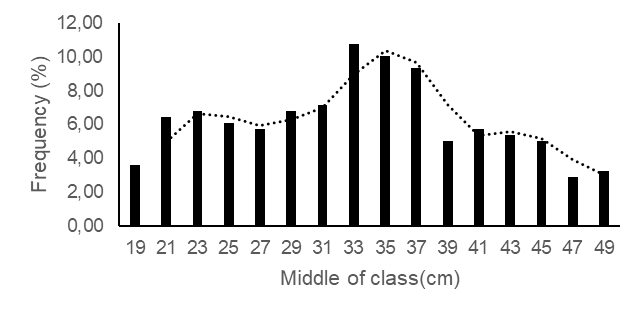 12,00
10,00
8,00
6,00
4,00
2,00
0,00
Frequency (%)
19 21 23 25 27 29 31 33 35 37 39 41 43 45 47 49
Middle of class(cm)